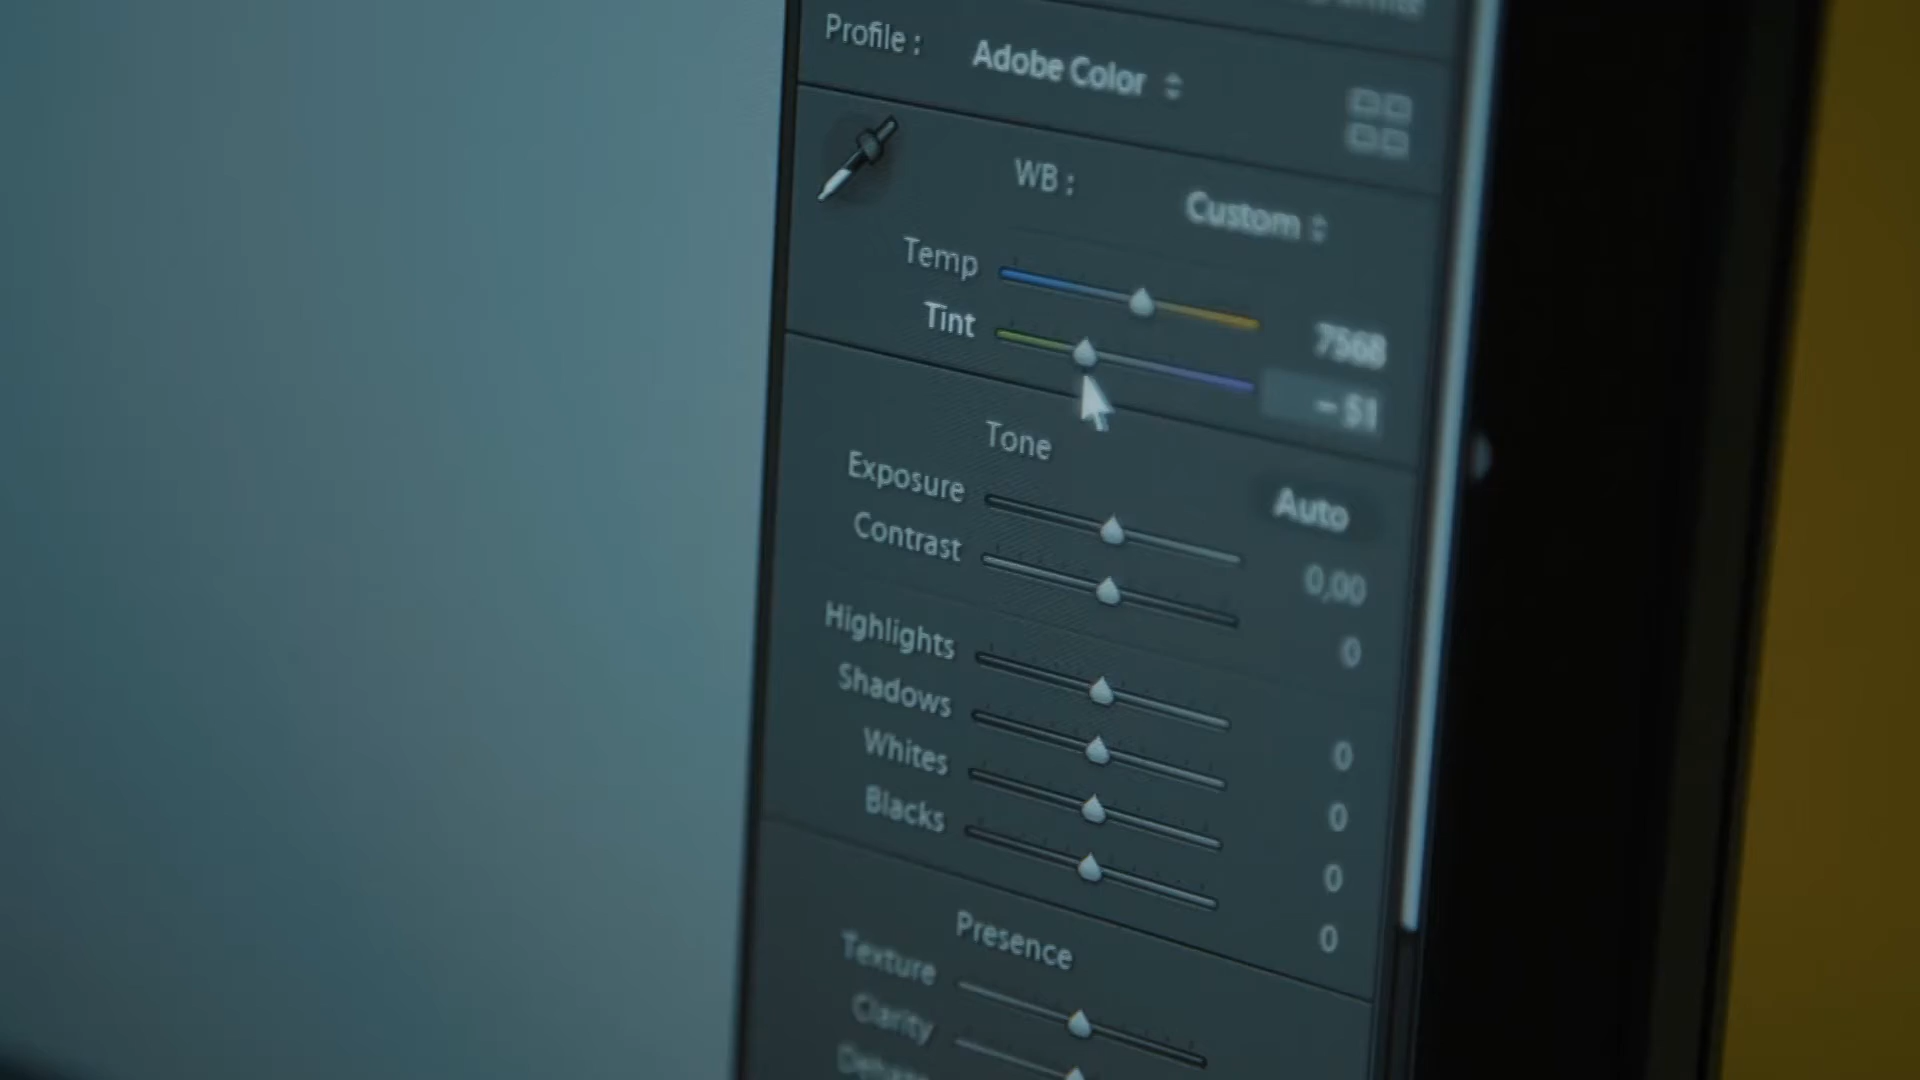 Profile : Adobe Color
WB : Custom
Temp 7568
Tint – 51
Tone Auto
Exposure 0,00
Contrast 0
Highlights 0
Shadows 0
Whites 0
Blacks 0
Presence
Texture
Clarity